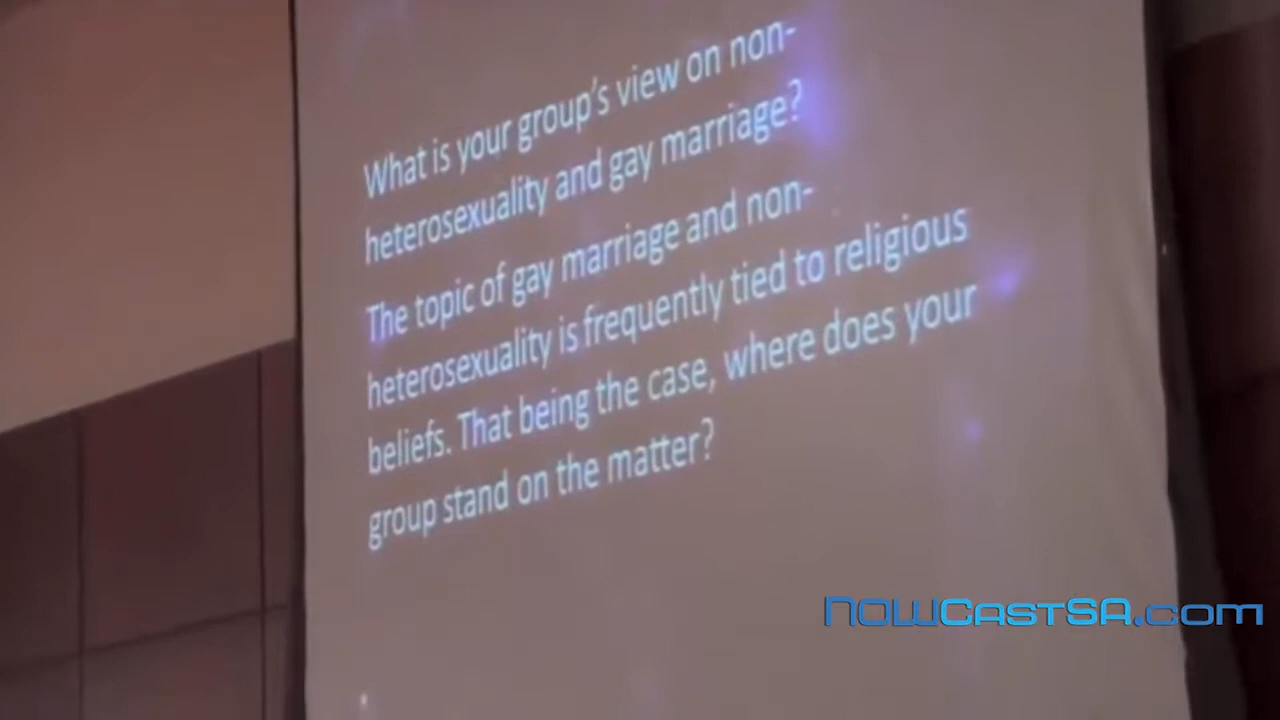 What is your group's view on non-
heterosexuality and gay marriage?
The topic of gay marriage and non-
heterosexuality is frequently tied to religious
beliefs. That being the case, where does your
group stand on the matter?
NOWCastSA.com